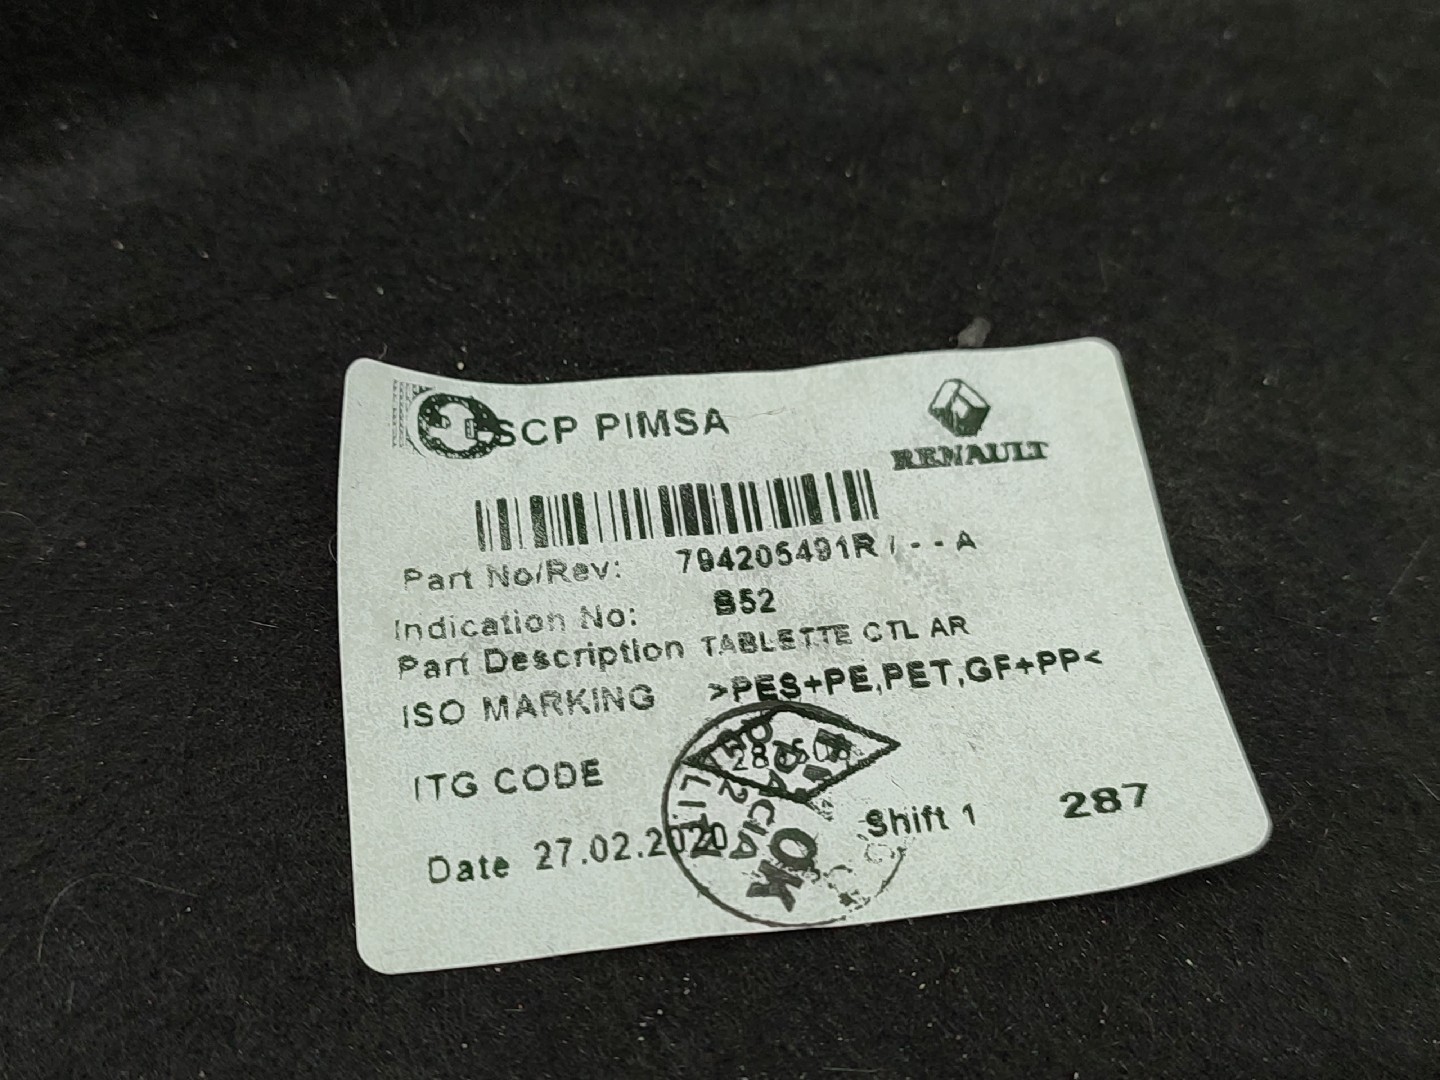 SCP PIMSA
RENAULT
Part No/Rev: 794205491R / - - A
Indication No: S52
Part Description TABLETTE CTL AR
ISO MARKING >PES+PE,PET,GF+PP<
ITG CODE
OK
Shift 1 287
Date 27.02.2020